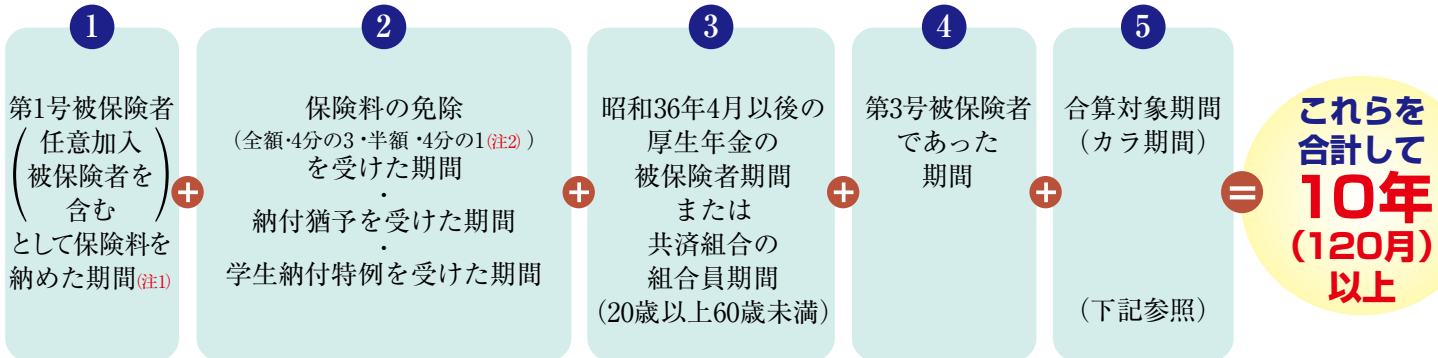 1
第1号被保険者
任意加入
被保険者を
含む
として保険料を
納めた期間(注1)
+
2
保険料の免除
(全額・4分の3・半額・4分の1(注2))
を受けた期間
・
納付猶予を受けた期間
・
学生納付特例を受けた期間
+
3
昭和36年4月以後の
厚生年金の
被保険者期間
または
共済組合の
組合員期間
(20歳以上60歳未満)
+
4
第3号被保険者
であった
期間
+
5
合算対象期間
(カラ期間)
(下記参照)
=
これらを
合計して
10年
(120月)
以上